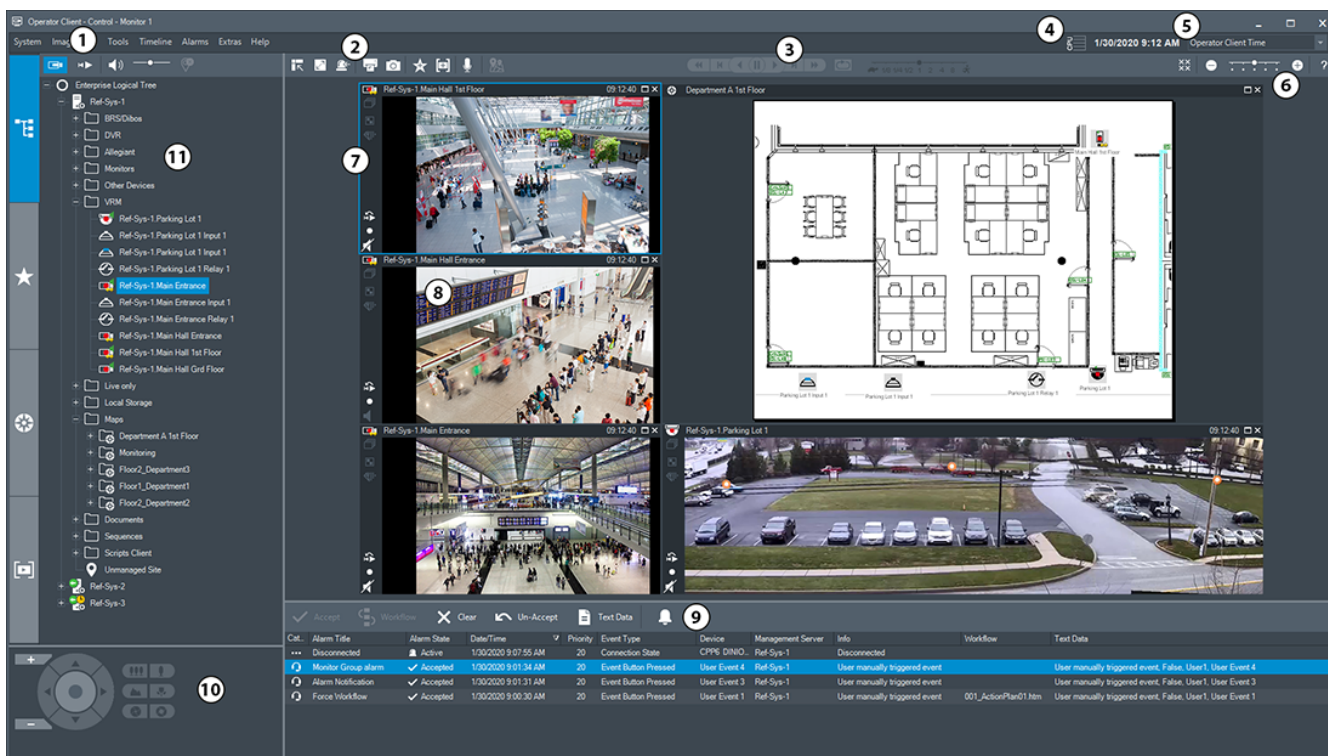 Operator Client - Control - Monitor 1
System Tools Timeline Alarms Extras Help
1
2
3
4
5
1/30/2020 9:12 AM Operator Client Time
6
Enterprise Logical Tree
Ref-Sys-1
BRS/Dibos
DVR
Allegiant
11
Monitors
Other Devices
VRM
Ref-Sys-1.Parking Lot 1
Ref-Sys-1.Parking Lot 1 Input 1
Ref-Sys-1.Parking Lot 1 Input 1
Ref-Sys-1.Parking Lot 1 Relay 1
Ref-Sys-1.Main Entrance
Ref-Sys-1.Main Entrance Input 1
Ref-Sys-1.Main Entrance Relay 1
Ref-Sys-1.Main Hall Entrance
Ref-Sys-1.Main Hall 1st Floor
Ref-Sys-1.Main Hall Grd Floor
Live only
Local Storage
Maps
Department A 1st Floor
Monitoring
Floor2_Department3
Floor1_Department1
Floor2_Department2
Documents
Sequences
Scripts Client
Unmanaged Site
Ref-Sys-2
Ref-Sys-3
10
Ref-Sys-1.Main Hall 1st Floor 09:12:40
7
Ref-Sys-1.Main Hall Entrance 09:12:40
8
Ref-Sys-1.Main Entrance 09:12:40
Department A 1st Floor
Main Hall 1st Floor
Parking Lot 1 Input 1
Parking Lot 1 Input 1
Parking Lot 1 Relay 1
Parking Lot 1
Ref-Sys-1.Parking Lot 1 09:12:40
Accept Workflow Clear Un-Accept Text Data 9
Cat.. Alarm Title Alarm State Date/Time Priority Event Type Device Management Server Info Workflow Text Data
Disconnected Active 1/30/2020 9:07:55 AM 20 Connection State CPP6 DINIO... Ref-Sys-1 Disconnected
Monitor Group alarm Accepted 1/30/2020 9:01:34 AM 20 Event Button Pressed User Event 4 Ref-Sys-1 User manually triggered event User manually triggered event, False, User1, User Event 4
Alarm Notification Accepted 1/30/2020 9:01:31 AM 20 Event Button Pressed User Event 3 Ref-Sys-1 User manually triggered event User manually triggered event, False, User1, User Event 3
Force Workflow Accepted 1/30/2020 9:00:30 AM 20 Event Button Pressed User Event 1 Ref-Sys-1 User manually triggered event 001_ActionPlan01.htm User manually triggered event, False, User1, User Event 1